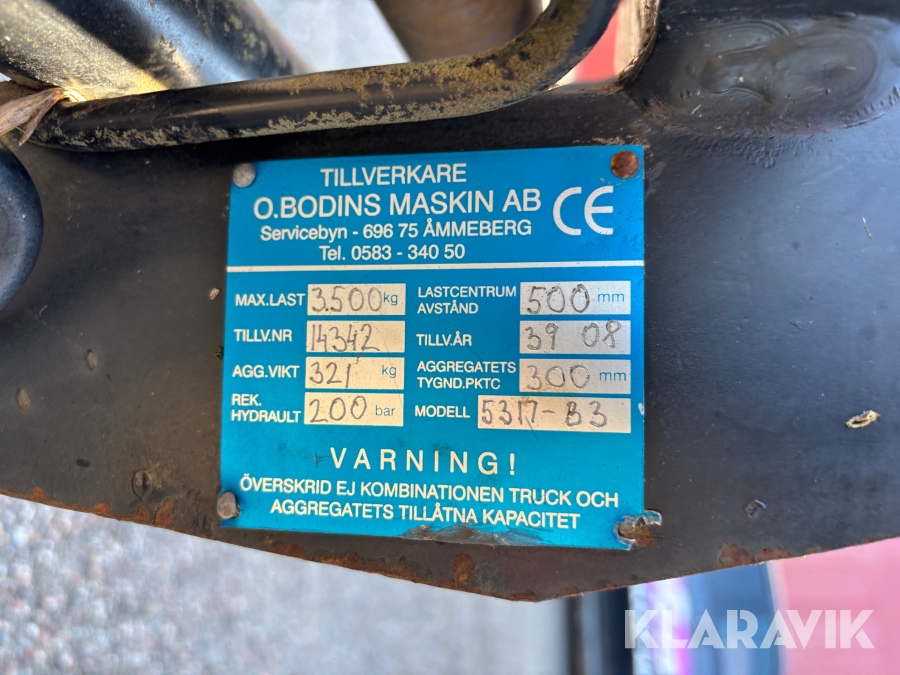 TILLVERKARE
O.BODINS MASKIN AB CE
Servicebyn - 696 75 ÅMMEBERG
Tel. 0583 - 340 50
MAX.LAST 3.500 kg
LASTCENTRUM AVSTÅND 500 mm
TILLV.NR 14342
TILLV.ÅR 39 08
AGG.VIKT 321 kg
AGGREGATETS TYGND.PKTC 300 mm
REK. HYDRAULT 200 bar
MODELL 5317-B3
VARNING!
ÖVERSKRID EJ KOMBINATIONEN TRUCK OCH
AGGREGATETS TILLÅTNA KAPACITET
KLARAVIK